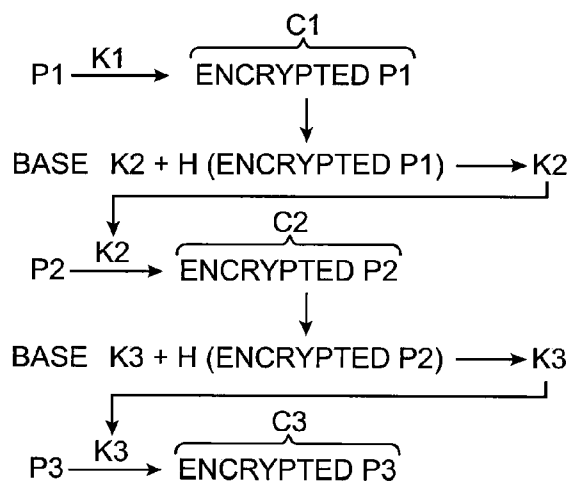 C1
K1
P1 ENCRYPTED P1
BASE K2 + H (ENCRYPTED P1) K2
C2
K2
P2 ENCRYPTED P2
BASE K3 + H (ENCRYPTED P2) K3
C3
K3
P3 ENCRYPTED P3